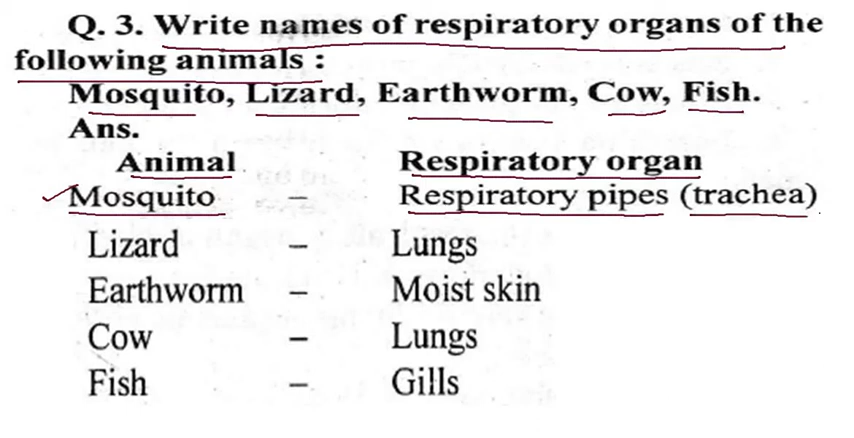 Q. 3. Write names of respiratory organs of the
following animals :
Mosquito, Lizard, Earthworm, Cow, Fish.
Ans.
Animal Respiratory organ
Mosquito – Respiratory pipes (trachea)
Lizard – Lungs
Earthworm – Moist skin
Cow – Lungs
Fish – Gills